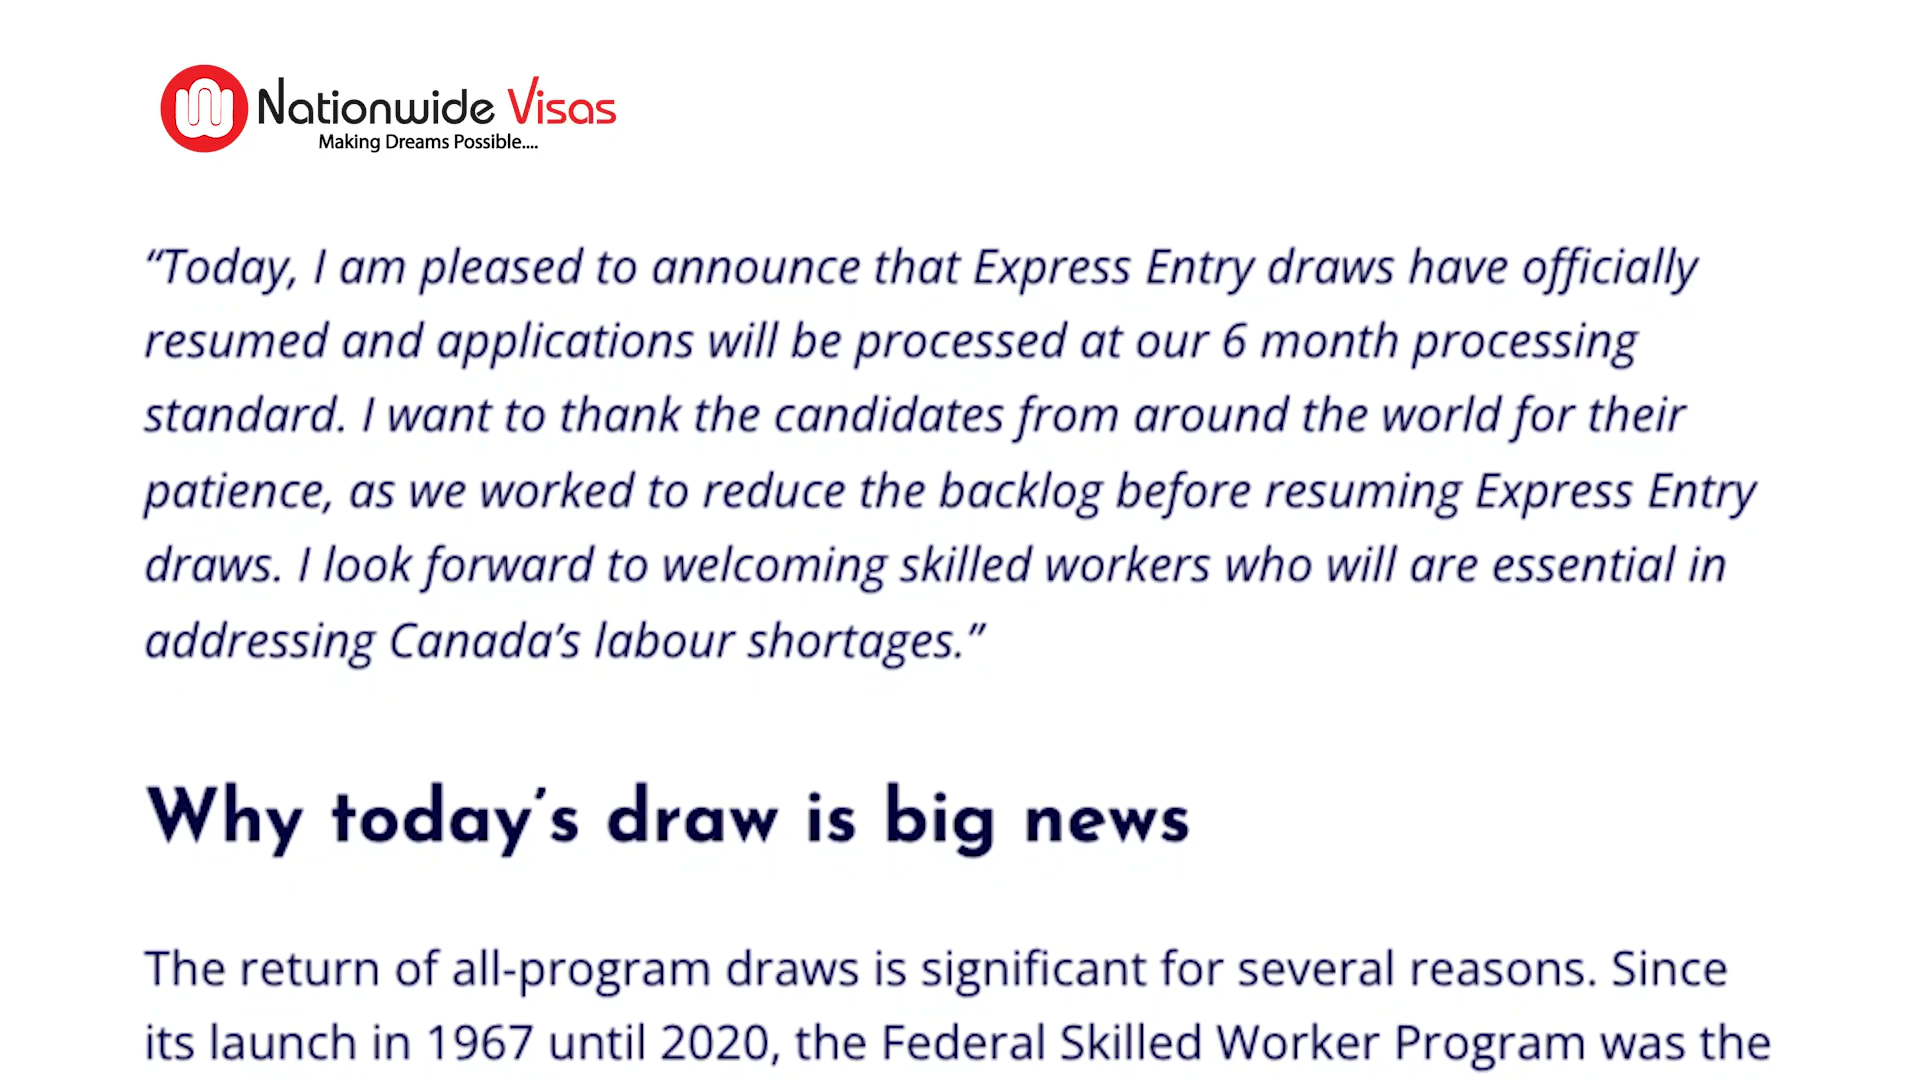 Nationwide Visas
Making Dreams Possible....
“Today, I am pleased to announce that Express Entry draws have officially
resumed and applications will be processed at our 6 month processing
standard. I want to thank the candidates from around the world for their
patience, as we worked to reduce the backlog before resuming Express Entry
draws. I look forward to welcoming skilled workers who will are essential in
addressing Canada’s labour shortages.”
Why today’s draw is big news
The return of all-program draws is significant for several reasons. Since
its launch in 1967 until 2020, the Federal Skilled Worker Program was the